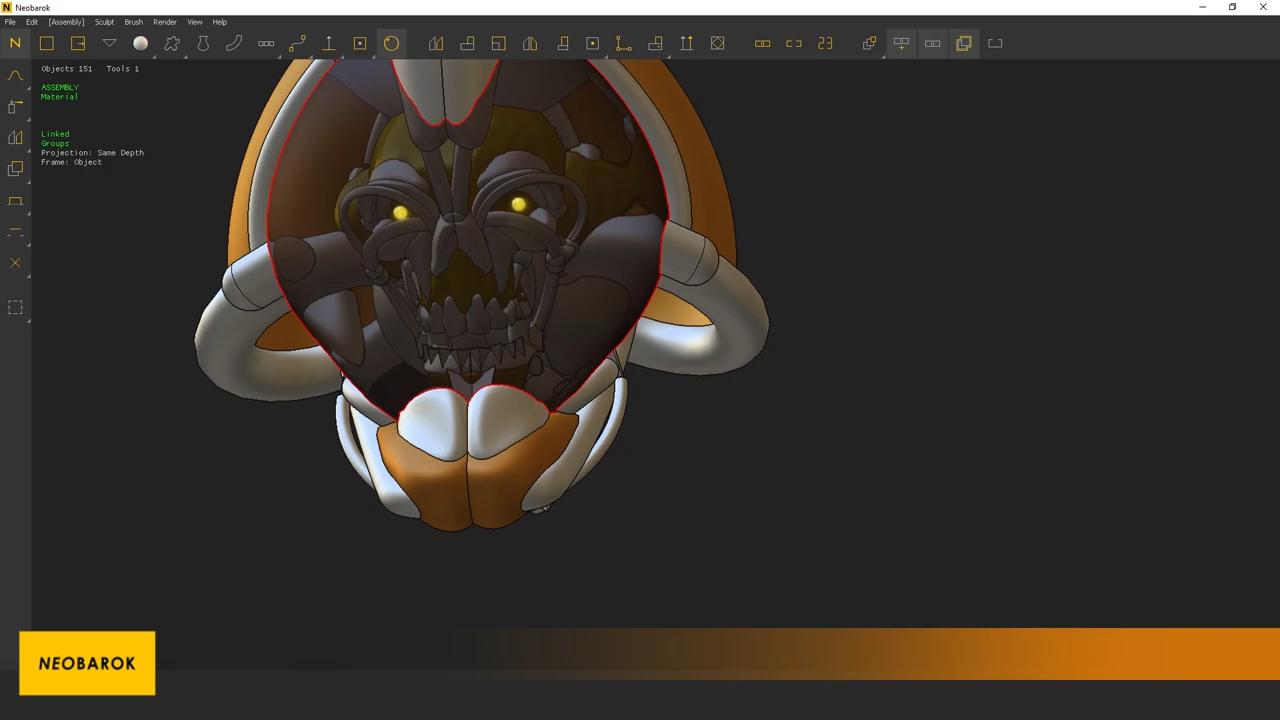 Neobarok
File Edit [Assembly] Sculpt Brush Render View Help
N
Objects 151 Tools 1
ASSEMBLY
Material
Linked
Groups
Projection: Same Depth
Frame: Object
NEOBAROK